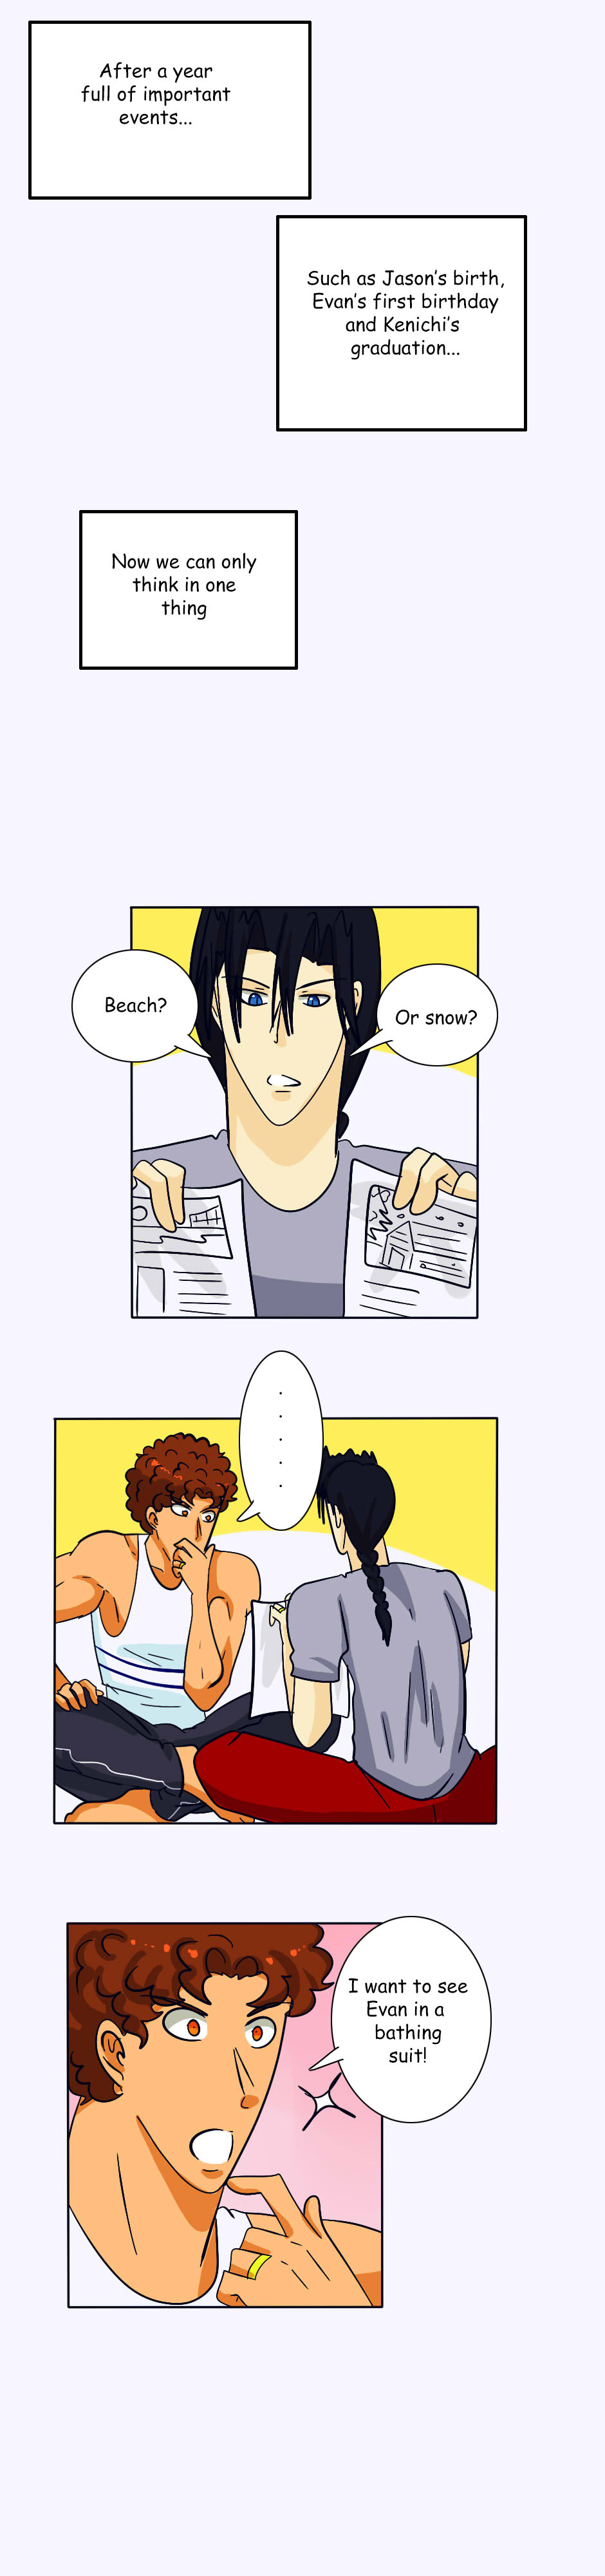 After a year
full of important
events...
Such as Jason's birth,
Evan's first birthday
and Kenichi's
graduation...
Now we can only
think in one
thing
Beach?
Or snow?
.
.
.
.
.
I want to see
Evan in a
bathing
suit!